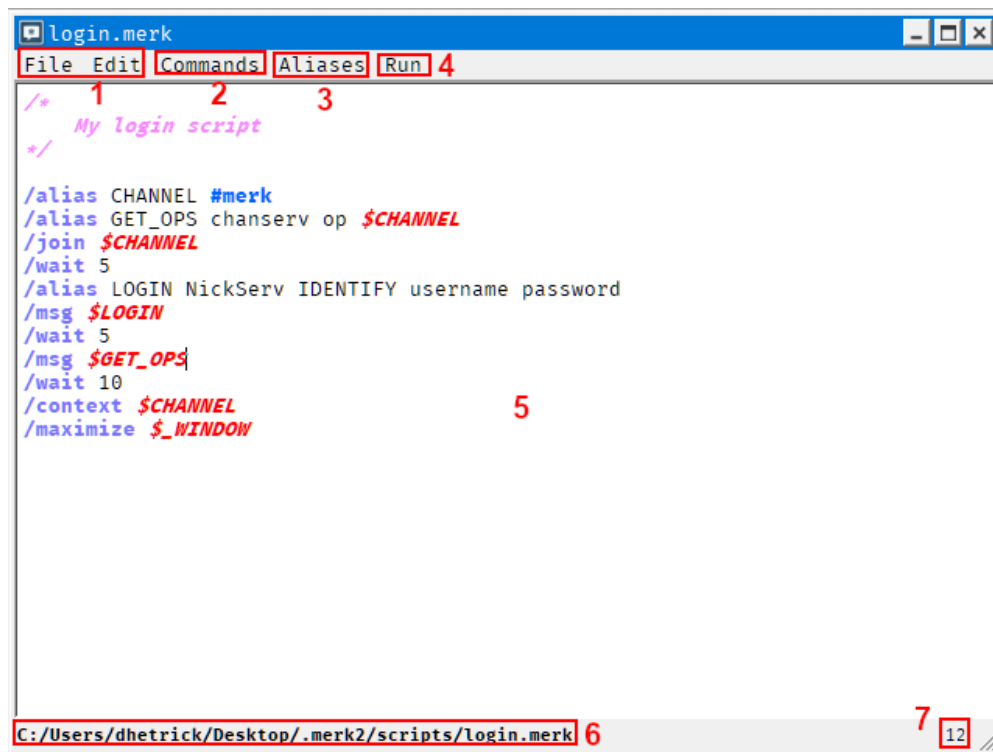 login.merk
File Edit Commands Aliases Run 4
1 2 3
/*
My login script
*/
/alias CHANNEL #merk
/alias GET_OPS chanserv op $CHANNEL
/join $CHANNEL
/wait 5
/alias LOGIN NickServ IDENTIFY username password
/msg $LOGIN
/wait 5
/msg $GET_OPS
/wait 10
/context $CHANNEL
5
/maximize $_WINDOW
7
C:/Users/dhetrick/Desktop/.merk2/scripts/login.merk 6 12